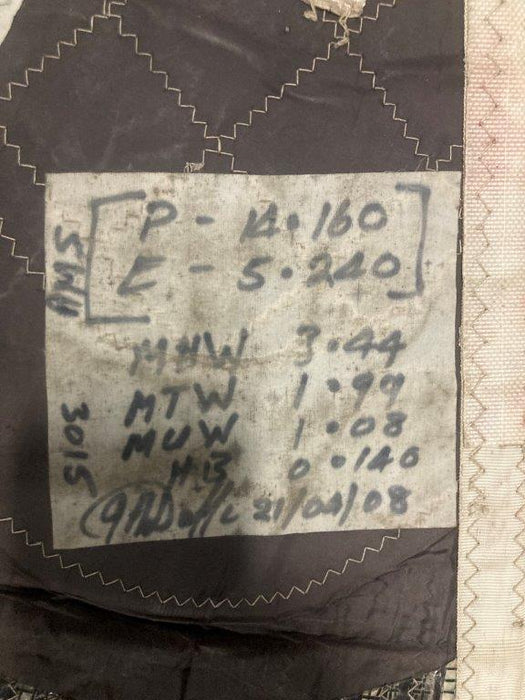 P - 14.160
E - 5.240
MHW 3.44
MTW 1.99
MUW 1.08
HB 0.140
21/04/08
3015